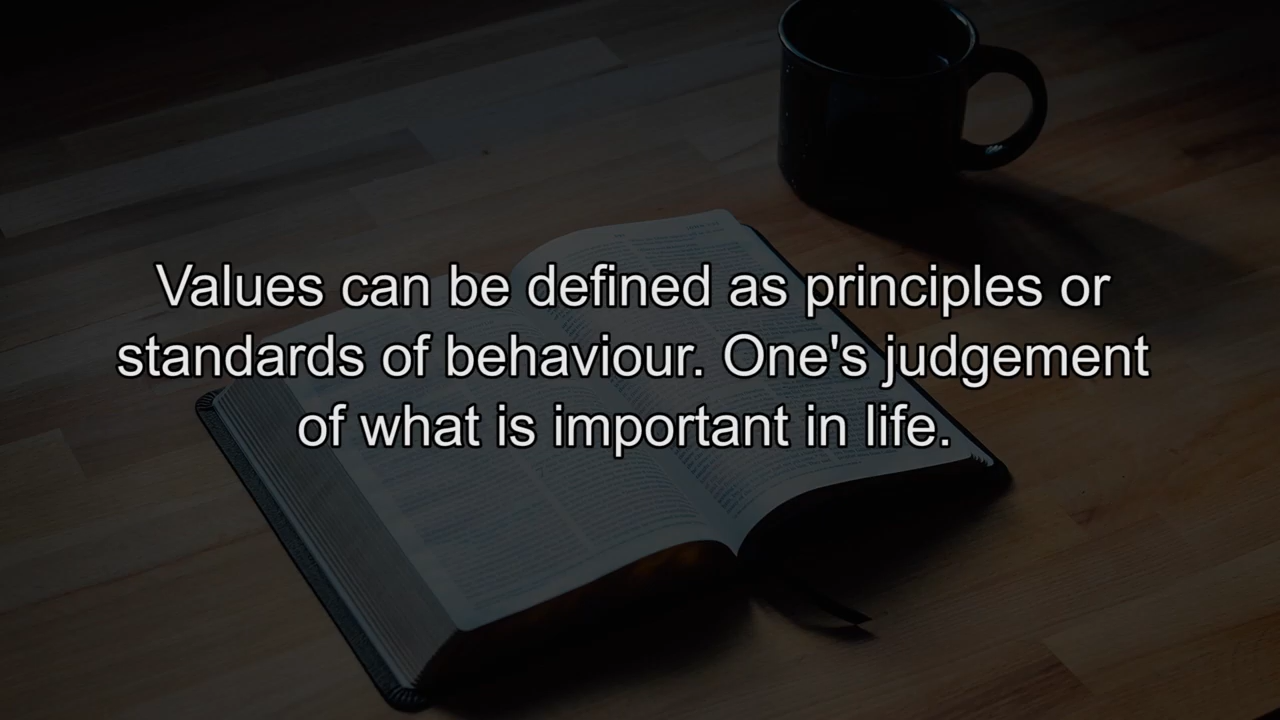 Values can be defined as principles or
standards of behaviour. One's judgement
of what is important in life.